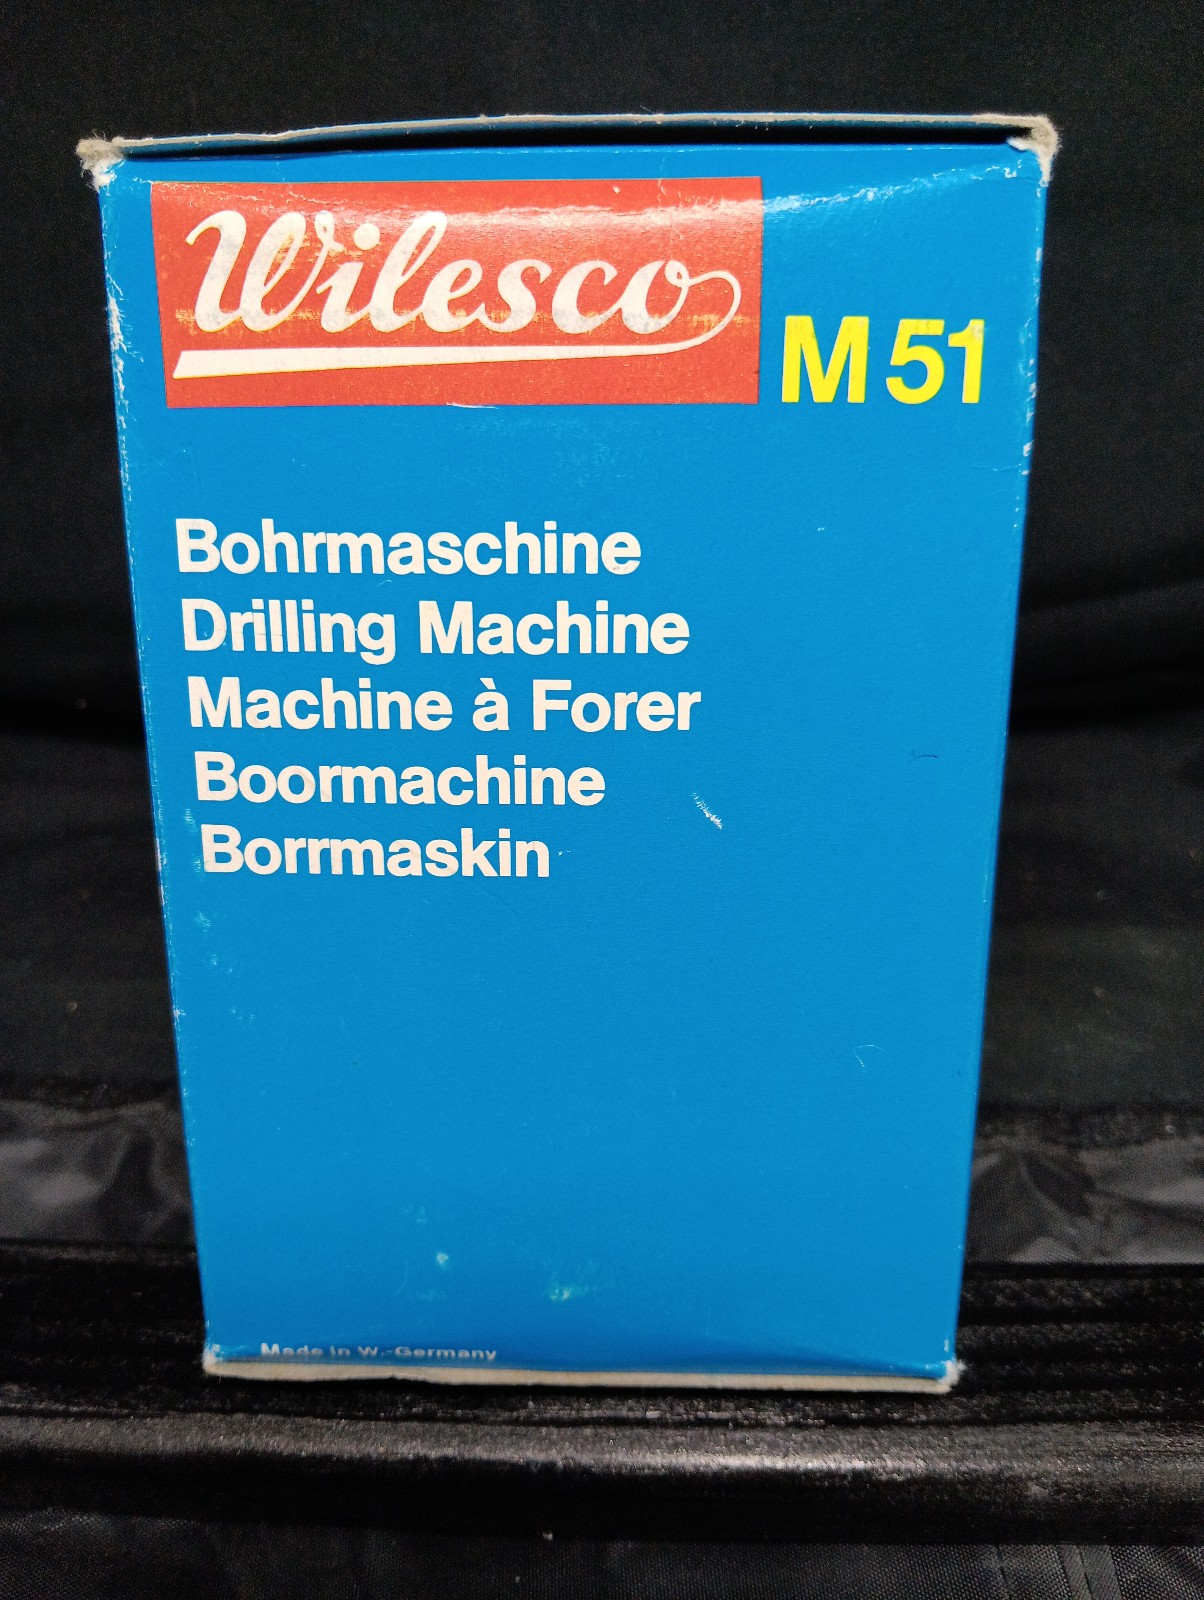 Wilesco
M 51
Bohrmaschine
Drilling Machine
Machine à Forer
Boormachine
Borrmaskin
Made in W.-Germany